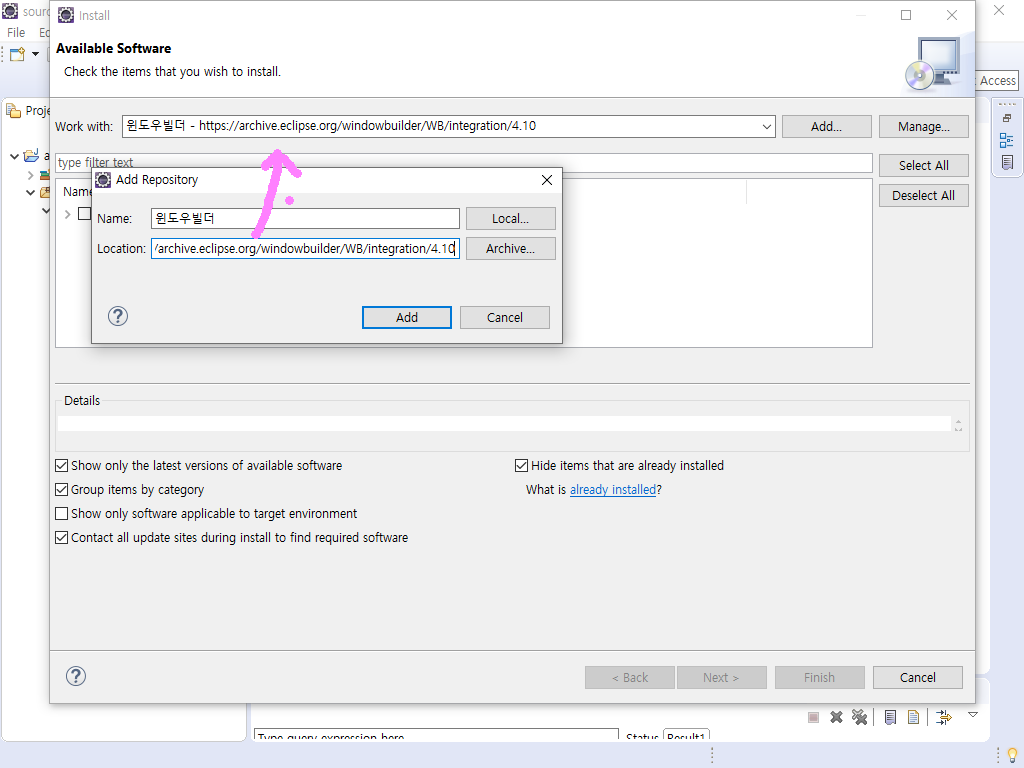 sourc
Install
File Ed
Available Software
Check the items that you wish to install.
Access
Proje
Work with: 윈도우빌더 - https://archive.eclipse.org/windowbuilder/WB/integration/4.10 Add... Manage...
type filter text
Select All
Add Repository
Name
Deselect All
Name: 윈도우빌더 Local...
Location: /archive.eclipse.org/windowbuilder/WB/integration/4.10 Archive...
Add Cancel
Details
Show only the latest versions of available software
Hide items that are already installed
Group items by category
What is already installed?
Show only software applicable to target environment
Contact all update sites during install to find required software
< Back Next > Finish Cancel
Type query expression here Status Result1